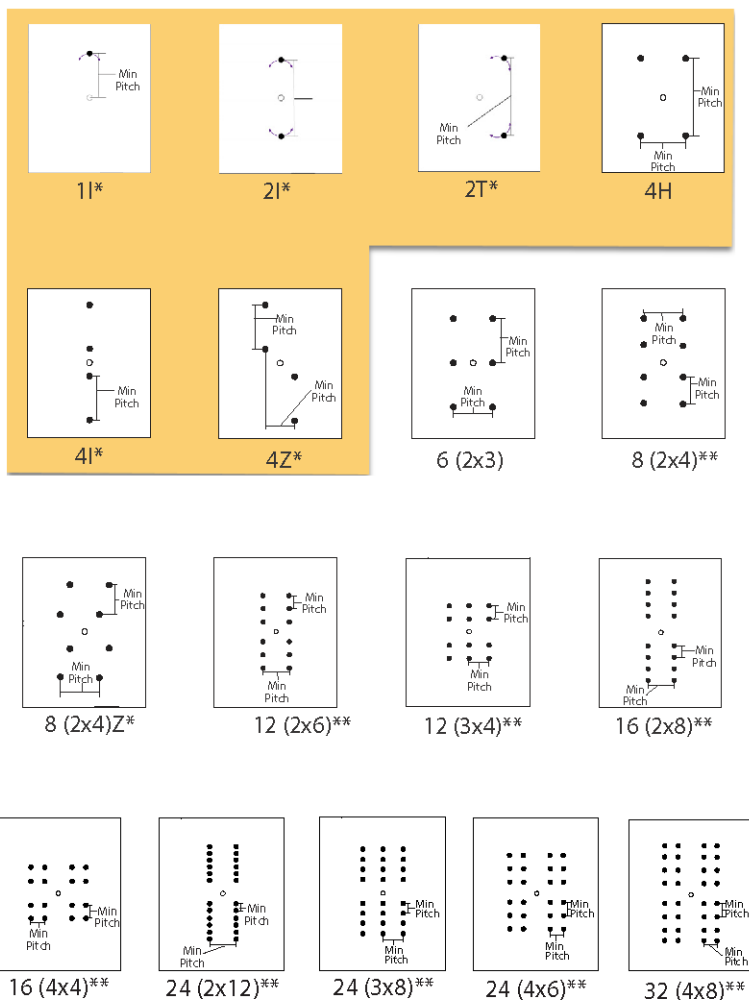 Min
Pitch
Min
Pitch
Min
Pitch
Min
Pitch
1I*
2I*
2T*
4H
Min
Pitch
Min
Pitch
Min
Pitch
Min
Pitch
Min
Pitch
Min
Pitch
Min
Pitch
4I*
4Z*
6 (2x3)
8 (2x4)**
Min
Pitch
Min
Pitch
Min
Pitch
Min
Pitch
Min
Pitch
Min
Pitch
Min
Pitch
Min
Pitch
8 (2x4)Z*
12 (2x6)**
12 (3x4)**
16 (2x8)**
Min
Pitch
Min
Pitch
Min
Pitch
Min
Pitch
Min
Pitch
Min
Pitch
Min
Pitch
Min
Pitch
Min
Pitch
Min
Pitch
16 (4x4)**
24 (2x12)**
24 (3x8)**
24 (4x6)**
32 (4x8)**